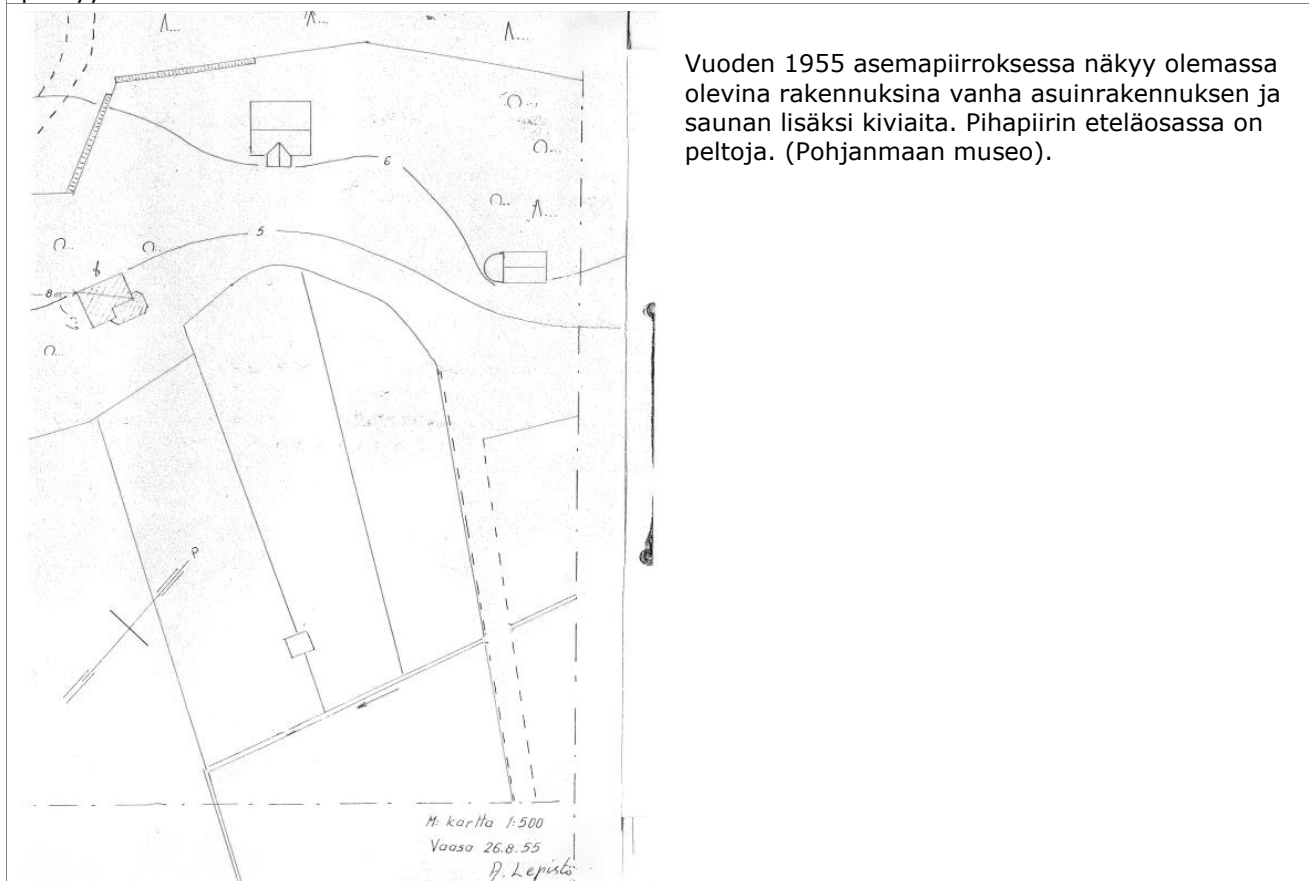 Vuoden 1955 asemapiirroksessa näkyy olemassa
olevina rakennuksina vanha asuinrakennuksen ja
saunan lisäksi kiviaita. Pihapiirin eteläosassa on
peltoja. (Pohjanmaan museo).
6
5
8 m
P
M: kartta 1:500
Vaasa 26.8.55
A. Lepistö